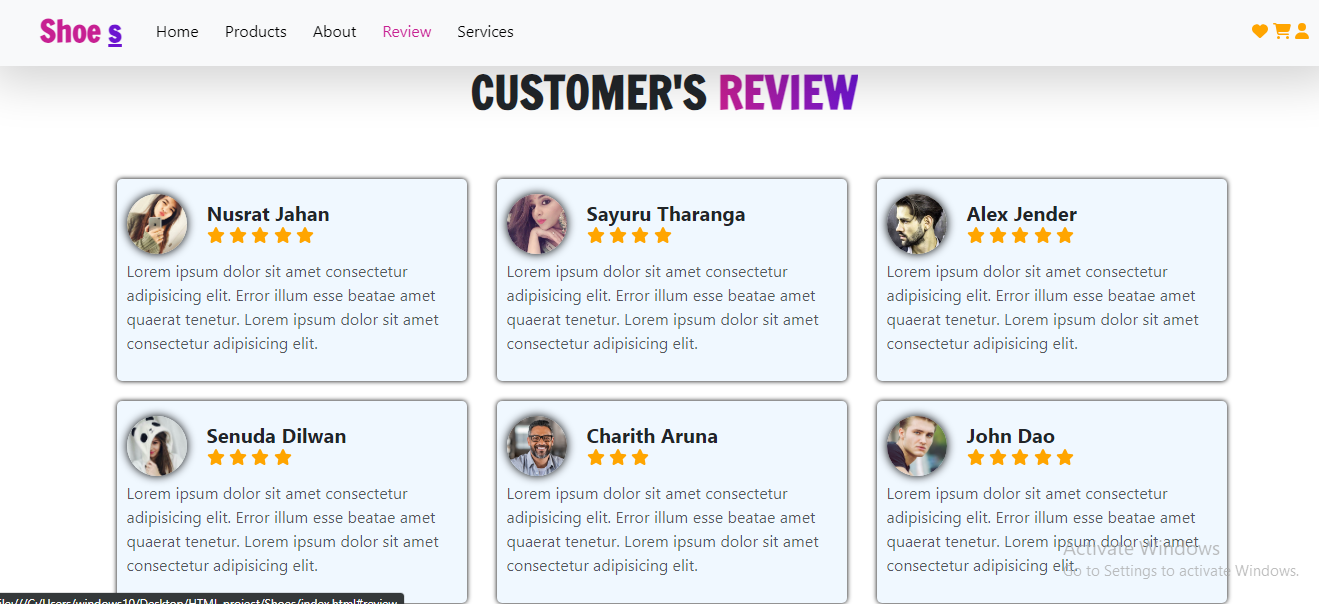 Shoe s Home Products About Review Services
CUSTOMER'S REVIEW
Nusrat Jahan
Lorem ipsum dolor sit amet consectetur
adipisicing elit. Error illum esse beatae amet
quaerat tenetur. Lorem ipsum dolor sit amet
consectetur adipisicing elit.
Sayuru Tharanga
Lorem ipsum dolor sit amet consectetur
adipisicing elit. Error illum esse beatae amet
quaerat tenetur. Lorem ipsum dolor sit amet
consectetur adipisicing elit.
Alex Jender
Lorem ipsum dolor sit amet consectetur
adipisicing elit. Error illum esse beatae amet
quaerat tenetur. Lorem ipsum dolor sit amet
consectetur adipisicing elit.
Senuda Dilwan
Lorem ipsum dolor sit amet consectetur
adipisicing elit. Error illum esse beatae amet
quaerat tenetur. Lorem ipsum dolor sit amet
consectetur adipisicing elit.
Charith Aruna
Lorem ipsum dolor sit amet consectetur
adipisicing elit. Error illum esse beatae amet
quaerat tenetur. Lorem ipsum dolor sit amet
consectetur adipisicing elit.
John Dao
Lorem ipsum dolor sit amet consectetur
adipisicing elit. Error illum esse beatae amet
quaerat tenetur. Lorem ipsum dolor sit amet
consectetur adipisicing elit.
Activate Windows
Go to Settings to activate Windows.
file:///C:/Users/windows10/Desktop/HTML project/Shoes/index.html#review